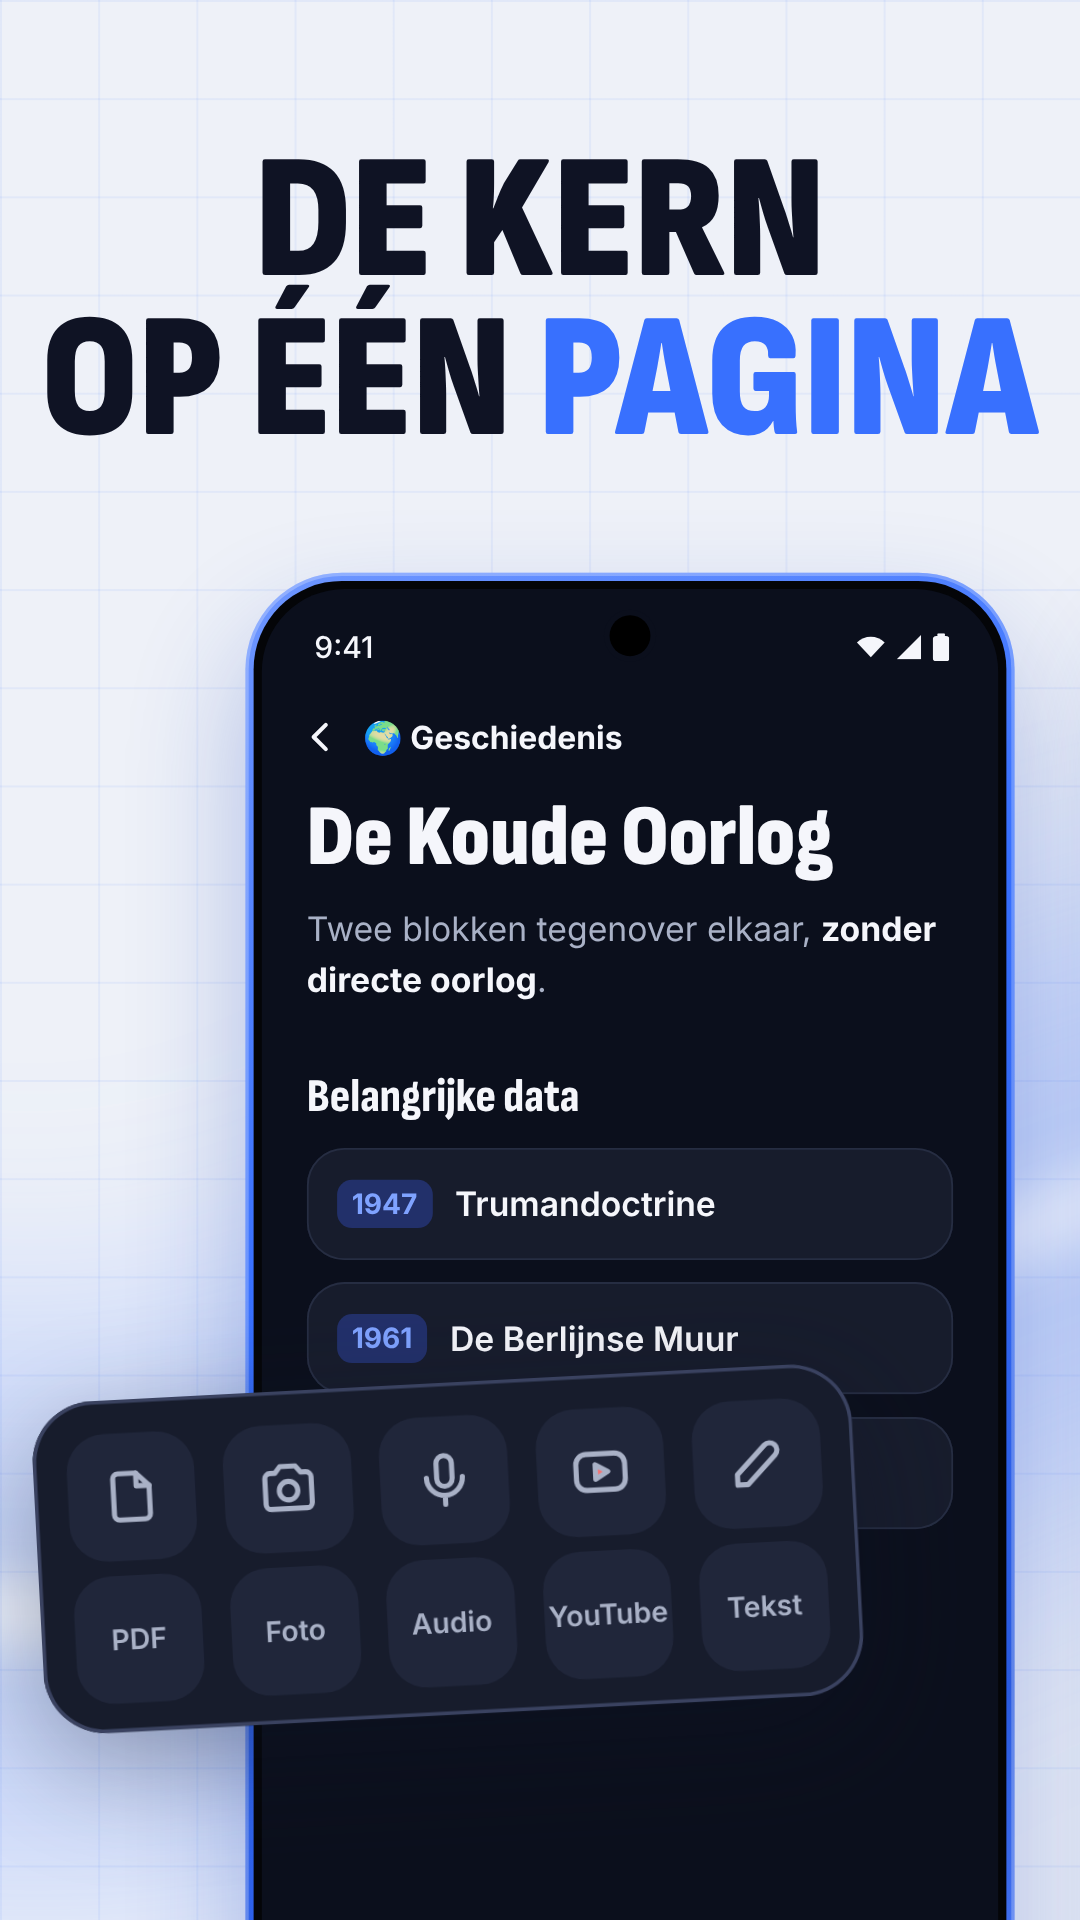 DE KERN
OP ÉÉN PAGINA
9:41
Geschiedenis
De Koude Oorlog
Twee blokken tegenover elkaar, zonder
directe oorlog.
Belangrijke data
1947 Trumandoctrine
1961 De Berlijnse Muur
PDF Foto Audio YouTube Tekst